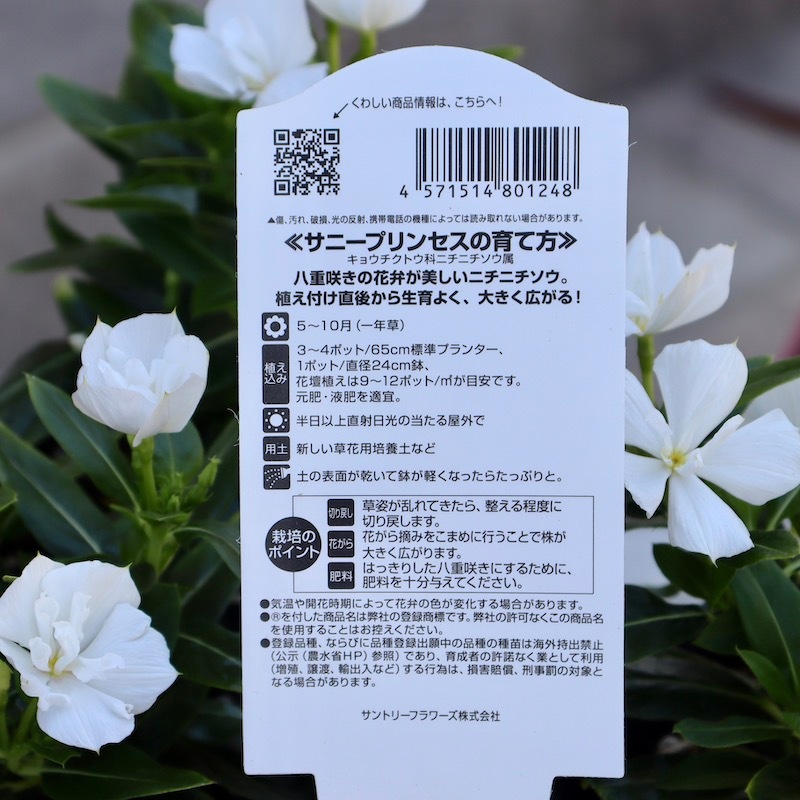 くわしい商品情報は、こちらへ!
4 571514 801248
▲傷、汚れ、破損、光の反射、携帯電話の機種によっては読み取れない場合があります。
≪サニープリンセスの育て方≫
キョウチクトウ科ニチニチソウ属
八重咲きの花弁が美しいニチニチソウ。
植え付け直後から生育よく、大きく広がる!
5〜10月(一年草)
植え込み
3〜4ポット/65cm標準プランター、
1ポット/直径24cm鉢、
花壇植えは9〜12ポット/㎡が目安です。
元肥・液肥を適宜。
半日以上直射日光の当たる屋外で
用土 新しい草花用培養土など
土の表面が乾いて鉢が軽くなったらたっぷりと。
栽培のポイント
切り戻し 草姿が乱れてきたら、整える程度に
切り戻します。
花がら 花がら摘みをこまめに行うことで株が
大きく広がります。
肥料 はっきりした八重咲きにするために、
肥料を十分与えてください。
●気温や開花時期によって花弁の色が変化する場合があります。
●®を付した商品名は弊社の登録商標です。弊社の許可なくこの商品名
を使用することはお控えください。
●登録品種、ならびに品種登録出願中の品種の種苗は海外持出禁止
(公示(農水省HP)参照)であり、育成者の許諾なく業として利用
(増殖、譲渡、輸出入など)する行為は、損害賠償、刑事罰の対象と
なる場合があります。
サントリーフラワーズ株式会社